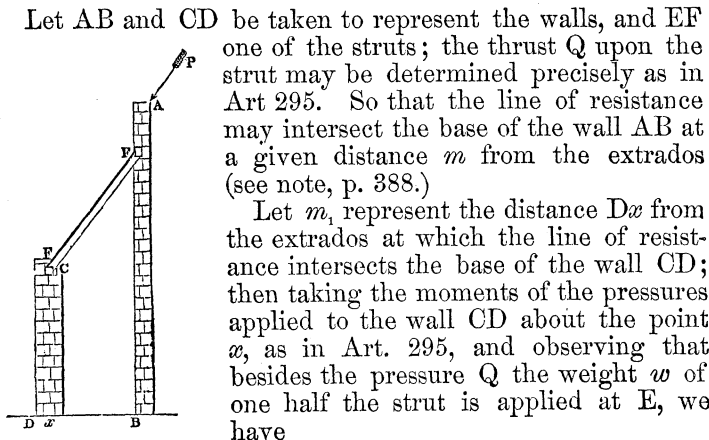 Let AB and CD be taken to represent the walls, and EF
one of the struts; the thrust Q upon the
strut may be determined precisely as in
Art 295. So that the line of resistance
may intersect the base of the wall AB at
a given distance m from the extrados
(see note, p. 388.)
Let m₁ represent the distance Dx from
the extrados at which the line of resist-
ance intersects the base of the wall CD;
then taking the moments of the pressures
applied to the wall CD about the point
x, as in Art. 295, and observing that
besides the pressure Q the weight w of
one half the strut is applied at E, we
have
P
A
F
F
C
D x
B